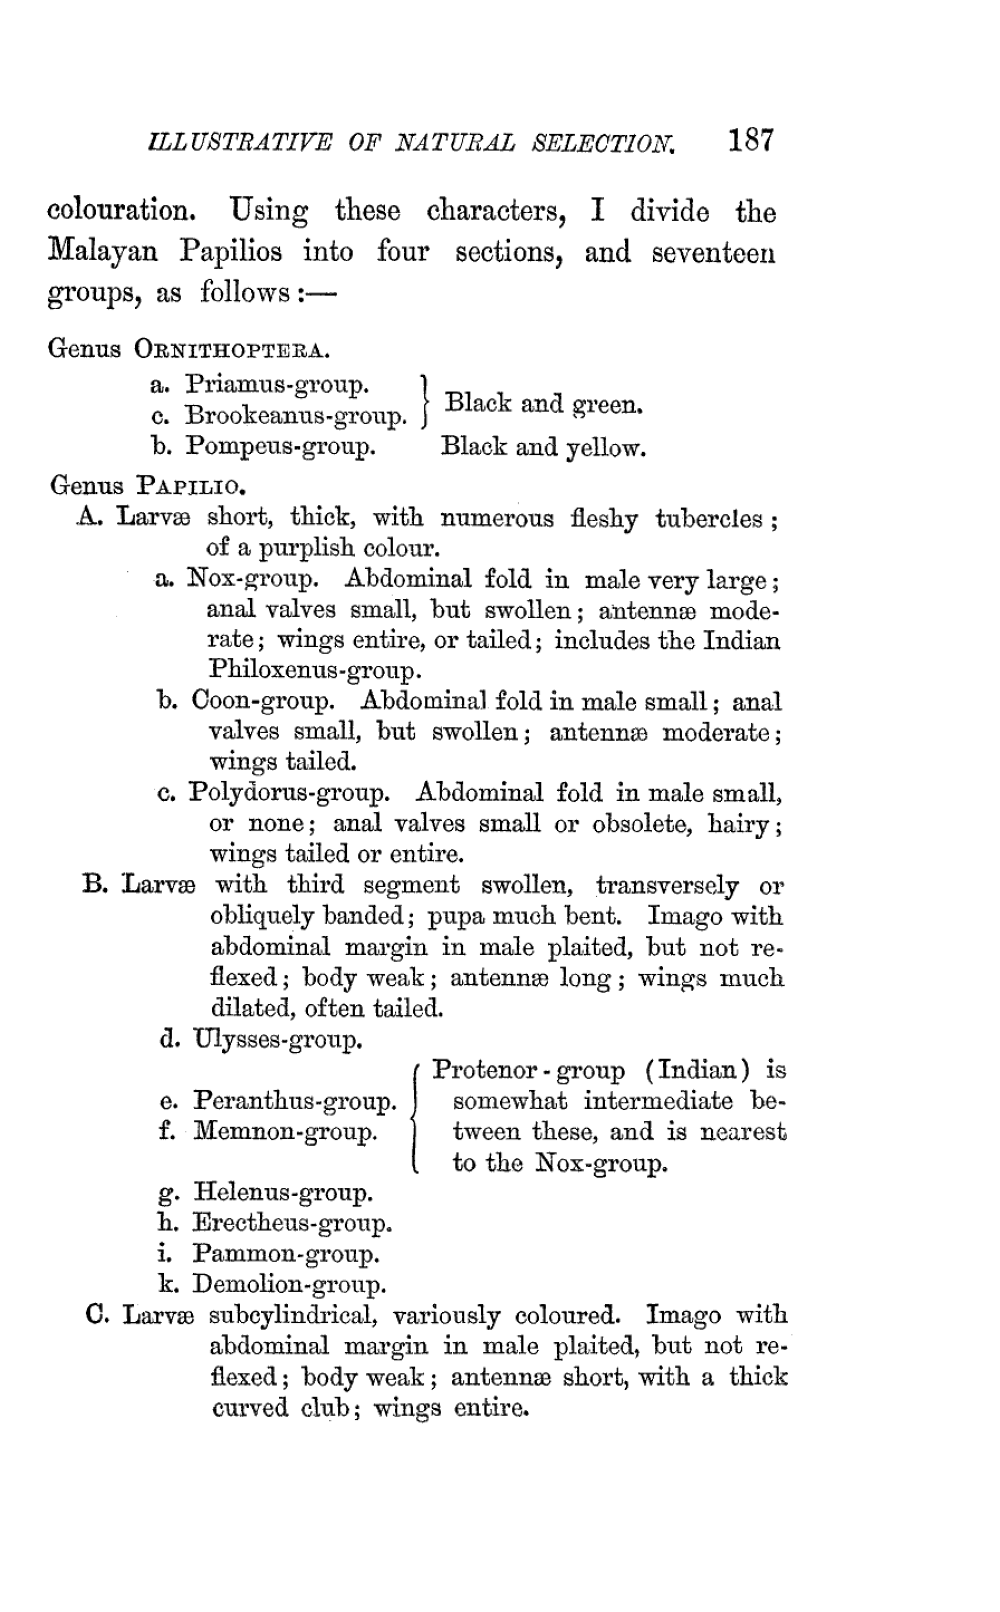 ILLUSTRATIVE OF NATURAL SELECTION. 187
colouration. Using these characters, I divide the
Malayan Papilios into four sections, and seventeen
groups, as follows :—
Genus ORNITHOPTERA.
a. Priamus-group. } Black and green.
c. Brookeanus-group.
b. Pompeus-group. Black and yellow.
Genus PAPILIO.
A. Larvæ short, thick, with numerous fleshy tubercles ;
of a purplish colour.
a. Nox-group. Abdominal fold in male very large ;
anal valves small, but swollen ; antennæ mode-
rate ; wings entire, or tailed ; includes the Indian
Philoxenus-group.
b. Coon-group. Abdominal fold in male small ; anal
valves small, but swollen ; antennæ moderate ;
wings tailed.
c. Polydorus-group. Abdominal fold in male small,
or none ; anal valves small or obsolete, hairy ;
wings tailed or entire.
B. Larvæ with third segment swollen, transversely or
obliquely banded ; pupa much bent. Imago with
abdominal margin in male plaited, but not re-
flexed ; body weak ; antennæ long ; wings much
dilated, often tailed.
d. Ulysses-group.
{ Protenor-group (Indian) is
e. Peranthus-group. somewhat intermediate be-
f. Memnon-group. tween these, and is nearest
to the Nox-group.
g. Helenus-group.
h. Erectheus-group.
i. Pammon-group.
k. Demolion-group.
C. Larvæ subcylindrical, variously coloured. Imago with
abdominal margin in male plaited, but not re-
flexed ; body weak ; antennæ short, with a thick
curved club ; wings entire.